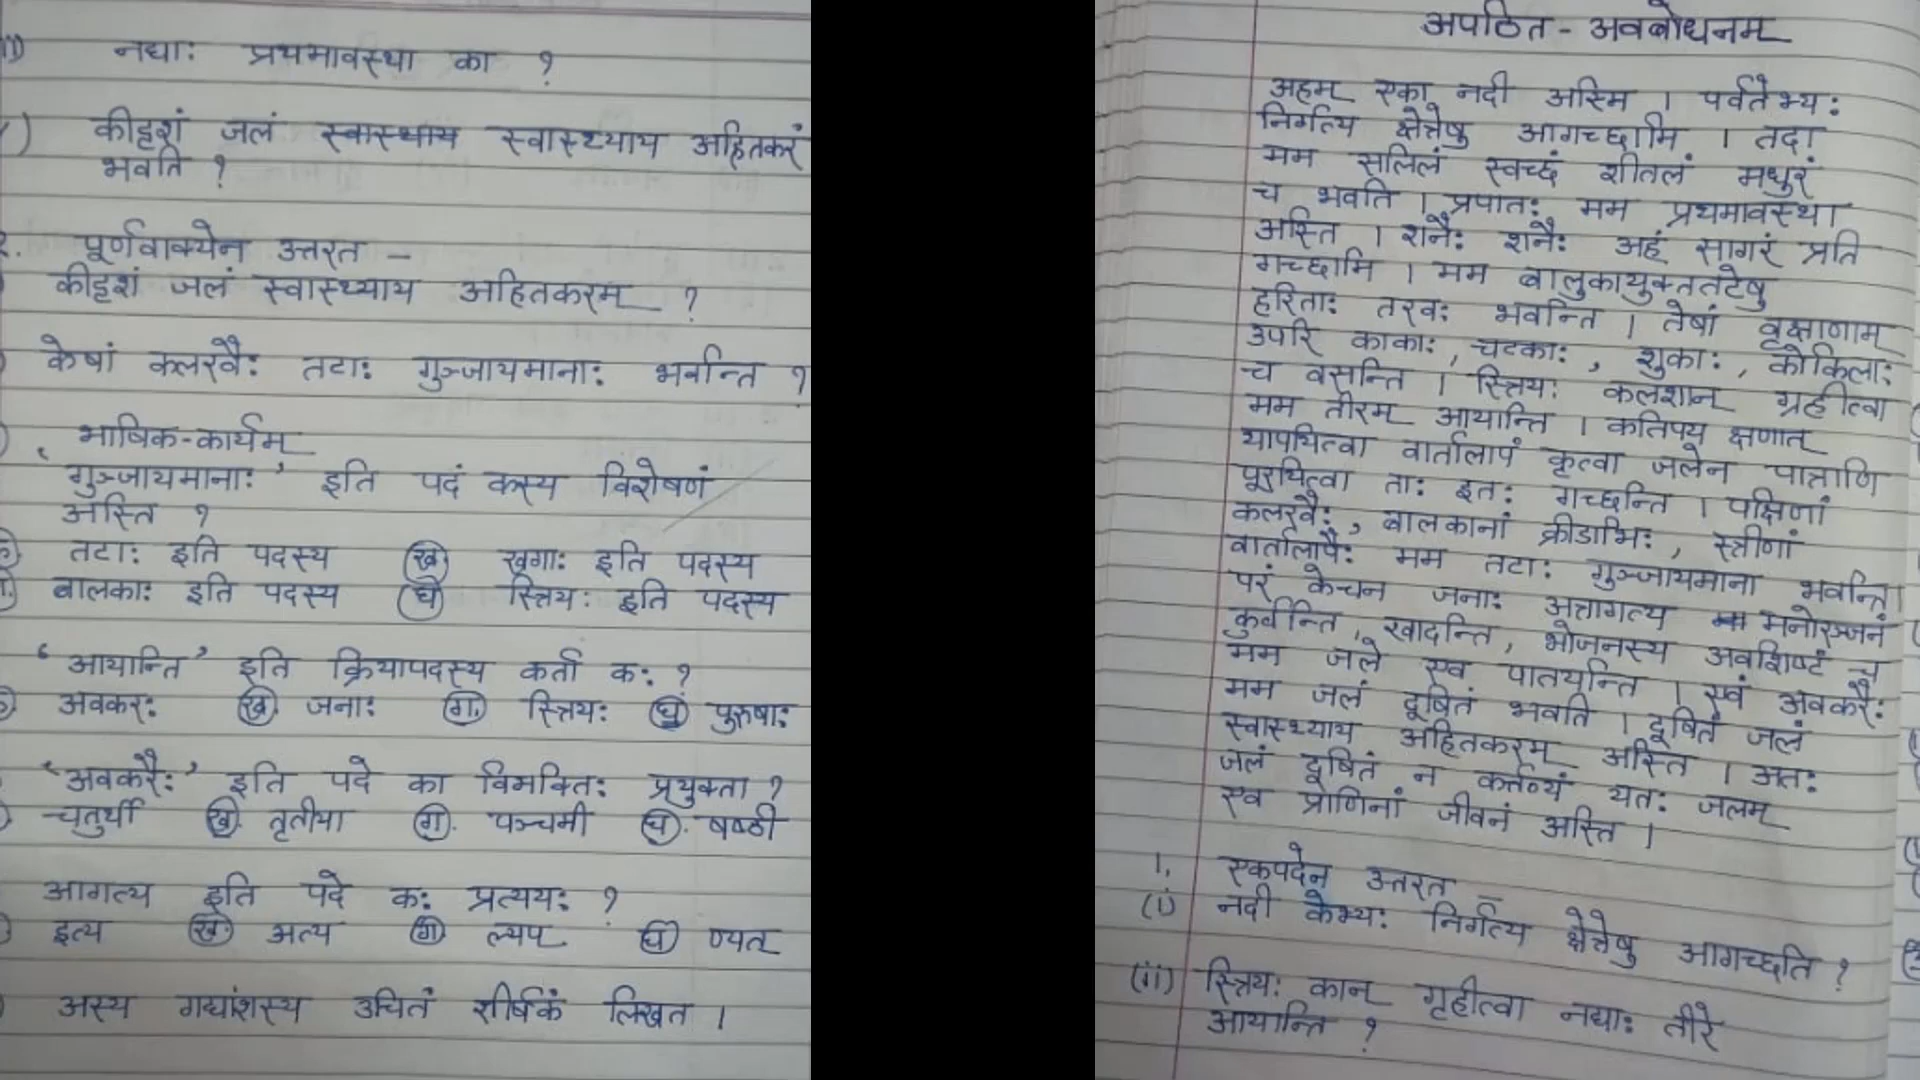 अपठित - अवबोधनम्
अहम् एका नदी अस्मि । पर्वतेभ्यः
निर्गत्य क्षेत्रेषु आगच्छामि । तदा
मम सलिलं स्वच्छं शीतलं मधुरं
च भवति । प्रपातः मम प्रथमावस्था
अस्ति । शनैः शनैः अहं सागरं प्रति
गच्छामि । मम बालुकायुक्ततटेषु
हरिताः तरवः भवन्ति । तेषां वृक्षाणाम्
उपरि काकाः, चटकाः, शुकाः, कोकिलाः
च वसन्ति । स्त्रियः कलशान् ग्रहीत्वा
मम तीरम् आयान्ति । कतिपय क्षणात्
यापयित्वा वार्तालापं कृत्वा जलेन पात्राणि
पूरयित्वा ताः इतः गच्छन्ति । पक्षिणां
कलरवैः, बालकानां क्रीडाभिः, स्त्रीणां
वार्तालापैः मम तटाः गुञ्जायमाना भवन्ति।
परं केचन जनाः अत्रागत्य मनोरञ्जनं
कुर्वन्ति, खादन्ति, भोजनस्य अवशिष्टं च
मम जले एव पातयन्ति । एवं अवकरैः
मम जलं दूषितं भवति । दूषितं जलं
स्वास्थ्याय अहितकरम् अस्ति । अतः
जलं दूषितं न कर्तव्यं यतः जलम्
एव प्राणिनां जीवनं अस्ति ।
1. एकपदेन उत्तरत -
(i) नदी केभ्यः निर्गत्य क्षेत्रेषु आगच्छति ?
(ii) स्त्रियः कान् गृहीत्वा नद्याः तीरे
आयान्ति ?
नद्याः प्रथमावस्था का ?
कीदृशं जलं स्वास्थाय स्वास्थ्याय अहितकरं
भवति ?
पूर्णवाक्येन उत्तरत -
कीदृशं जलं स्वास्थ्याय अहितकरम् ?
केषां कलरवैः तटाः गुञ्जायमानाः भवन्ति ?
भाषिक-कार्यम्
'गुञ्जायमानाः' इति पदं कस्य विशेषणं
अस्ति ?
तटाः इति पदस्य (ख) खगाः इति पदस्य
बालकाः इति पदस्य (घ) स्त्रियः इति पदस्य
'आयान्ति' इति क्रियापदस्य कर्ता कः ?
अवकरः (ख) जनाः (ग) स्त्रियः (घ) पुरुषाः
'अवकरैः' इति पदे का विभक्तिः प्रयुक्ता ?
चतुर्थी (ख). तृतीया (ग). पञ्चमी (घ). षष्ठी
आगत्य इति पदे कः प्रत्ययः ?
इत्य (ख) अत्य (ग) ल्यप् (घ) ण्यत्
अस्य गद्यांशस्य उचितं शीर्षकं लिखत ।